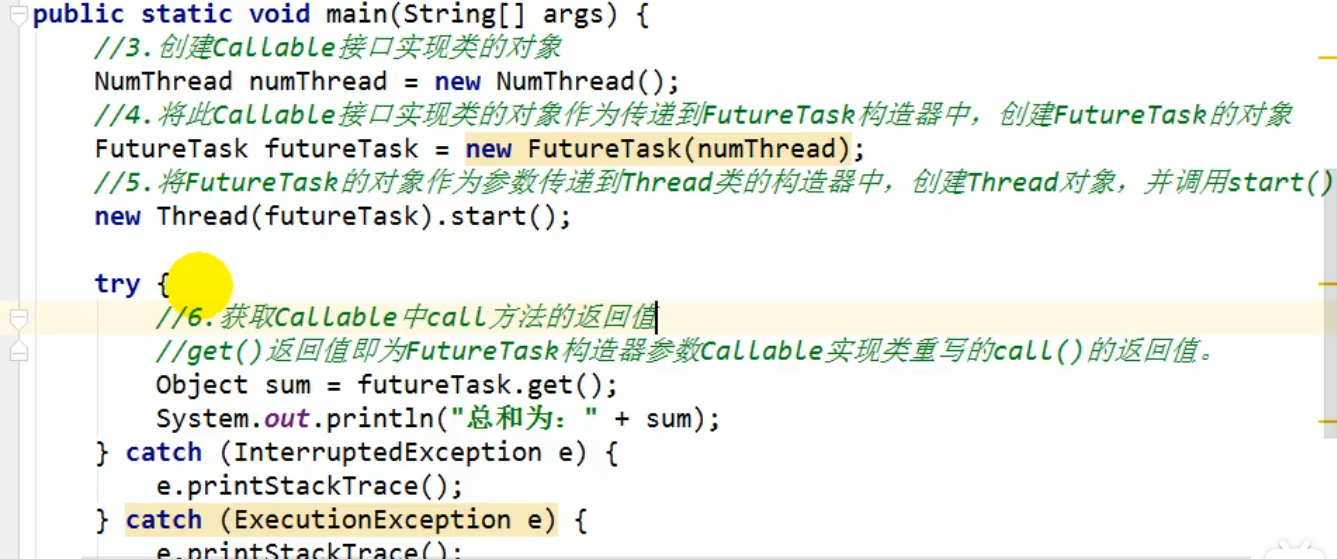 public static void main(String[] args) {
//3.创建Callable接口实现类的对象
NumThread numThread = new NumThread();
//4.将此Callable接口实现类的对象作为传递到FutureTask构造器中，创建FutureTask的对象
FutureTask futureTask = new FutureTask(numThread);
//5.将FutureTask的对象作为参数传递到Thread类的构造器中，创建Thread对象，并调用start()
new Thread(futureTask).start();
try {
//6.获取Callable中call方法的返回值
//get()返回值即为FutureTask构造器参数Callable实现类重写的call()的返回值。
Object sum = futureTask.get();
System.out.println("总和为：" + sum);
} catch (InterruptedException e) {
e.printStackTrace();
} catch (ExecutionException e) {
e.printStackTrace();